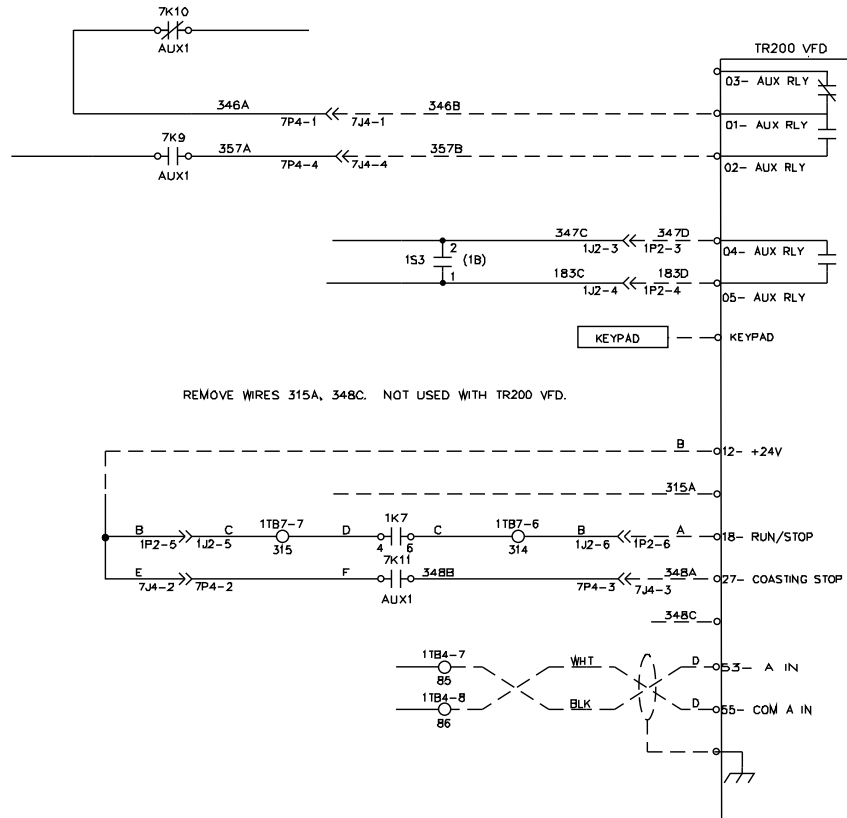 7K10
AUX1
TR200 VFD
03- AUX RLY
346A
346B
7P4-1
7J4-1
01- AUX RLY
7K9
357A
357B
AUX1
7P4-4
7J4-4
02- AUX RLY
347C
347D
1J2-3
1P2-3
04- AUX RLY
2
1S3
(1B)
1
183C
183D
1J2-4
1P2-4
05- AUX RLY
KEYPAD
KEYPAD
REMOVE WIRES 315A, 348C. NOT USED WITH TR200 VFD.
B
12- +24V
315A
B
C
1TB7-7
D
1K7
C
1TB7-6
B
A
18- RUN/STOP
1P2-5
1J2-5
315
4
6
314
1J2-6
1P2-6
E
F
7K11
348B
348A
27- COASTING STOP
7J4-2
7P4-2
AUX1
7P4-3
7J4-3
348C
1TB4-7
WHT
D
53- A IN
85
1TB4-8
BLK
D
55- COM A IN
86